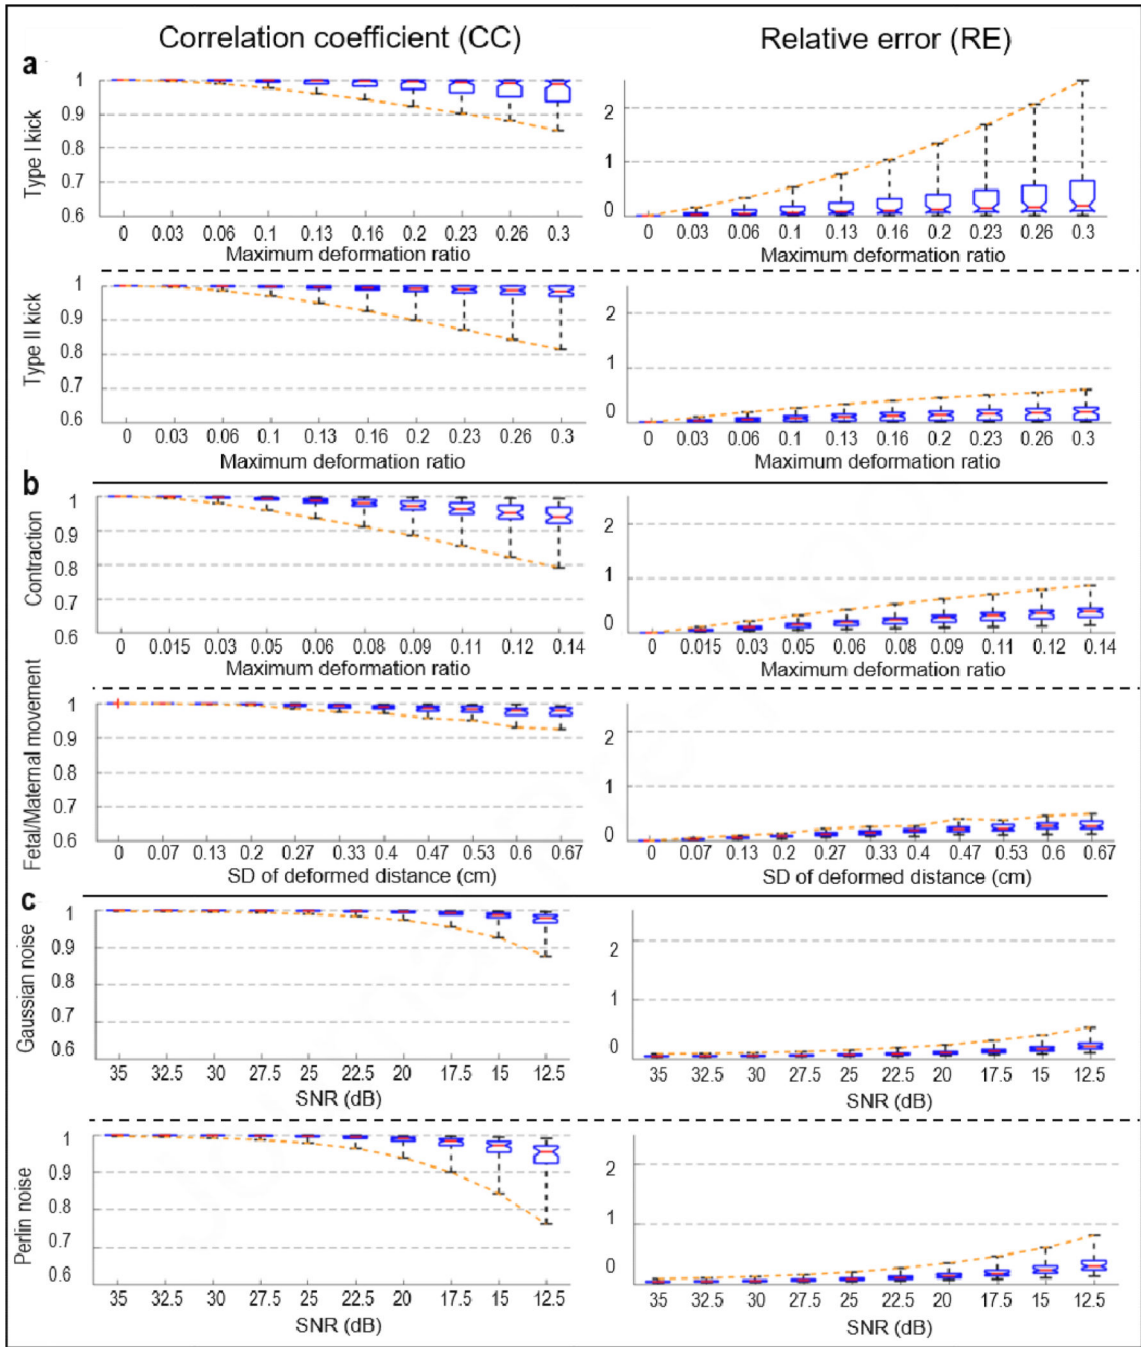 Correlation coefficient (CC) Relative error (RE)
a
Type I kick
1
0.9
0.8
0.7
0.6
0 0.03 0.06 0.1 0.13 0.16 0.2 0.23 0.26 0.3
Maximum deformation ratio
2
1
0
0 0.03 0.06 0.1 0.13 0.16 0.2 0.23 0.26 0.3
Maximum deformation ratio
Type II kick
1
0.9
0.8
0.7
0.6
0 0.03 0.06 0.1 0.13 0.16 0.2 0.23 0.26 0.3
Maximum deformation ratio
2
1
0
0 0.03 0.06 0.1 0.13 0.16 0.2 0.23 0.26 0.3
Maximum deformation ratio
b
Contraction
1
0.9
0.8
0.7
0.6
0 0.015 0.03 0.05 0.06 0.08 0.09 0.11 0.12 0.14
Maximum deformation ratio
2
1
0
0 0.015 0.03 0.05 0.06 0.08 0.09 0.11 0.12 0.14
Maximum deformation ratio
Fetal/Maternal movement
1
0.9
0.8
0.7
0.6
0 0.07 0.13 0.2 0.27 0.33 0.4 0.47 0.53 0.6 0.67
SD of deformed distance (cm)
2
1
0
0 0.07 0.13 0.2 0.27 0.33 0.4 0.47 0.53 0.6 0.67
SD of deformed distance (cm)
c
Gaussian noise
1
0.9
0.8
0.7
0.6
35 32.5 30 27.5 25 22.5 20 17.5 15 12.5
SNR (dB)
2
1
0
35 32.5 30 27.5 25 22.5 20 17.5 15 12.5
SNR (dB)
Perlin noise
1
0.9
0.8
0.7
0.6
35 32.5 30 27.5 25 22.5 20 17.5 15 12.5
SNR (dB)
2
1
0
35 32.5 30 27.5 25 22.5 20 17.5 15 12.5
SNR (dB)